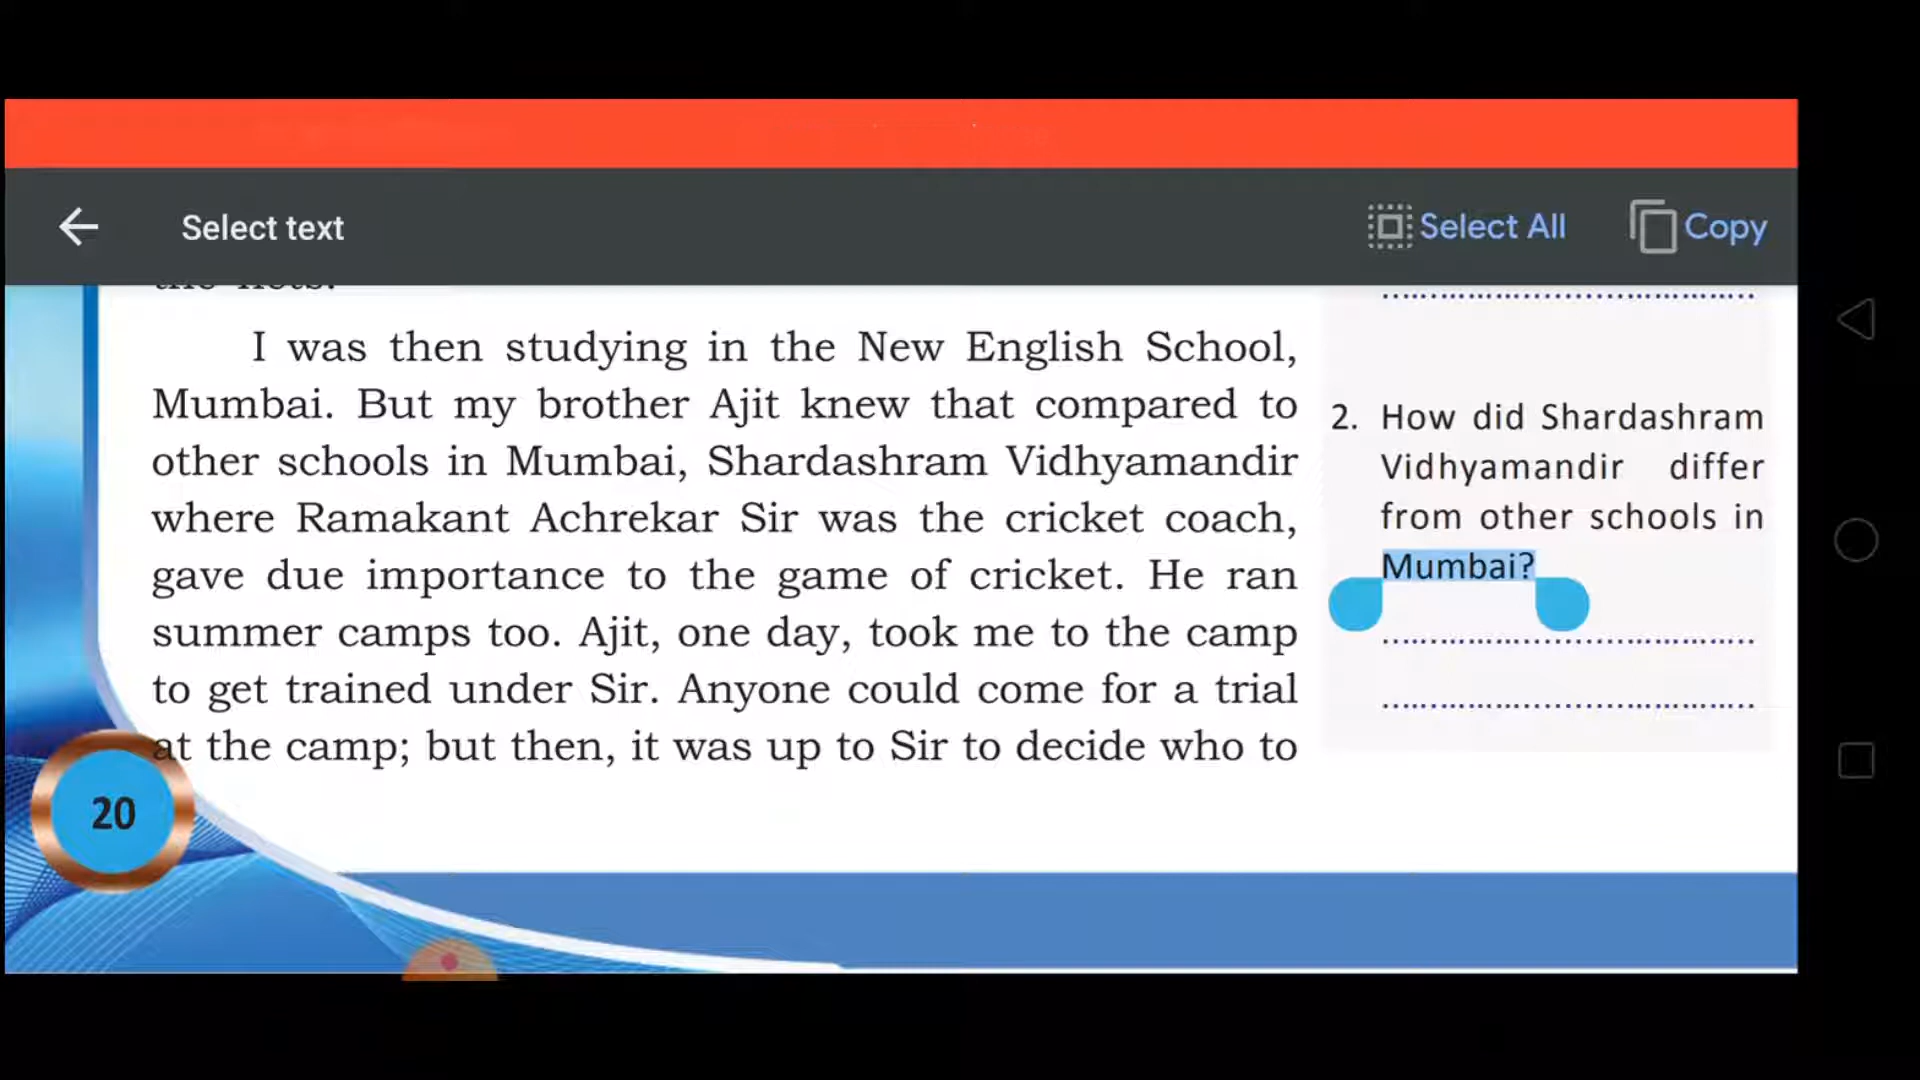 Select text
Select All
Copy
the nets.
I was then studying in the New English School,
Mumbai. But my brother Ajit knew that compared to
other schools in Mumbai, Shardashram Vidhyamandir
where Ramakant Achrekar Sir was the cricket coach,
gave due importance to the game of cricket. He ran
summer camps too. Ajit, one day, took me to the camp
to get trained under Sir. Anyone could come for a trial
at the camp; but then, it was up to Sir to decide who to
20
2. How did Shardashram
Vidhyamandir differ
from other schools in
Mumbai?